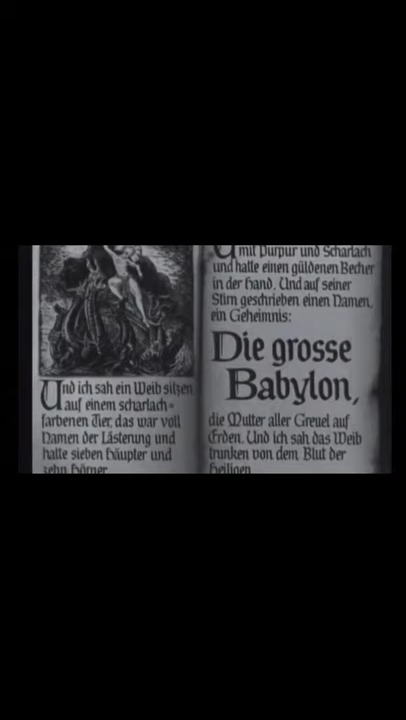 Und ich sah ein Weib sitzen
auf einem scharlach=
farbenen Tier, das war voll
Namen der Lästerung und
hatte sieben Häupter und
zehn Hörner
mit Purpur und Scharlach
und hatte einen güldenen Becher
in der Hand. Und auf seiner
Stirn geschrieben einen Namen,
ein Geheimnis:
Die grosse
Babylon,
die Mutter aller Greuel auf
Erden. Und ich sah das Weib
trunken von dem Blut der
Heiligen